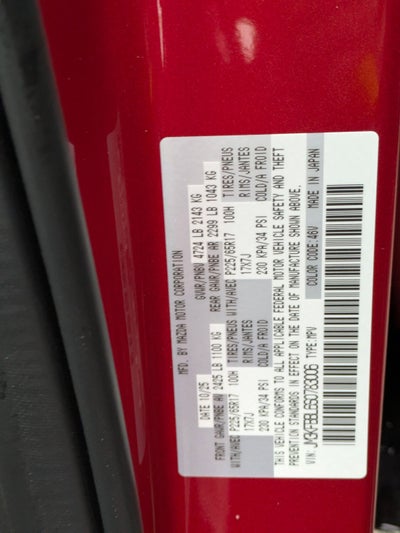 MFD. BY MAZDA MOTOR CORPORATION
DATE 10/25 GVWR/PNBV 4724 LB 2143 KG
FRONT GAWR/PNBE AV 2425 LB 1100 KG REAR GAWR/PNBE AR 2299 LB 1043 KG
TIRES/PNEUS WITH/AVEC P225/65R17 100H TIRES/PNEUS WITH/AVEC P225/65R17 100H
RIMS/JANTES 17X7J RIMS/JANTES 17X7J
COLD/A FROID 230 KPA/34 PSI COLD/A FROID 230 KPA/34 PSI
THIS VEHICLE CONFORMS TO ALL APPLICABLE FEDERAL MOTOR VEHICLE SAFETY AND THEFT
PREVENTION STANDARDS IN EFFECT ON THE DATE OF MANUFACTURE SHOWN ABOVE.
VIN: TYPE:MPV COLOR CODE:46V MADE IN JAPAN